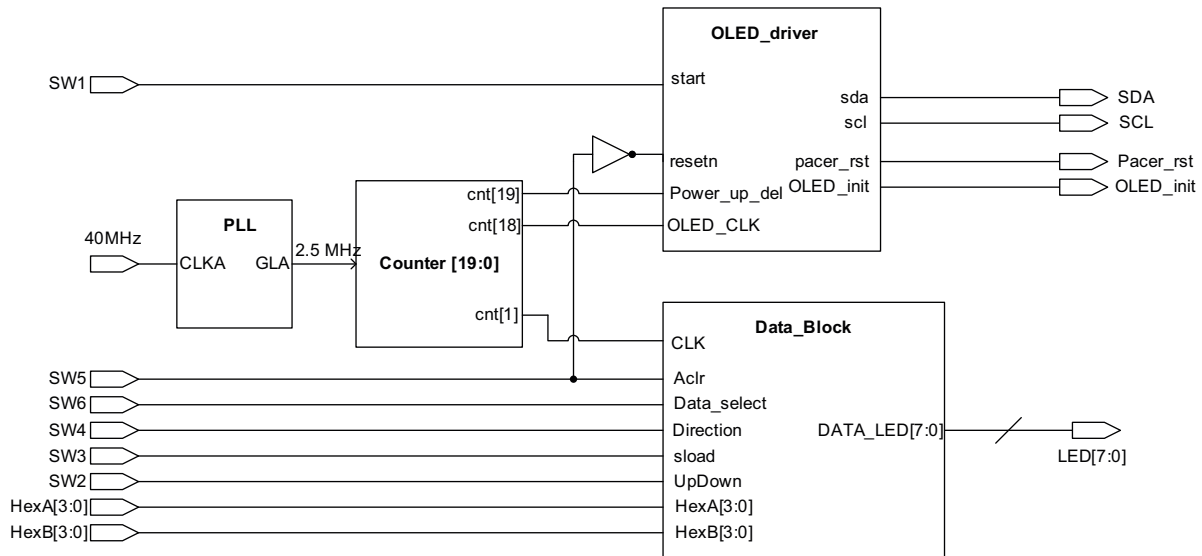 OLED_driver
SW1
start
sda
SDA
scl
SCL
resetn
pacer_rst
Pacer_rst
OLED_init
OLED_init
cnt[19]
Power_up_del
cnt[18]
OLED_CLK
PLL
40MHz
2.5 MHz
CLKA
GLA
Counter [19:0]
cnt[1]
Data_Block
CLK
SW5
Aclr
SW6
Data_select
SW4
Direction
DATA_LED[7:0]
SW3
sload
LED[7:0]
SW2
UpDown
HexA[3:0]
HexA[3:0]
HexB[3:0]
HexB[3:0]